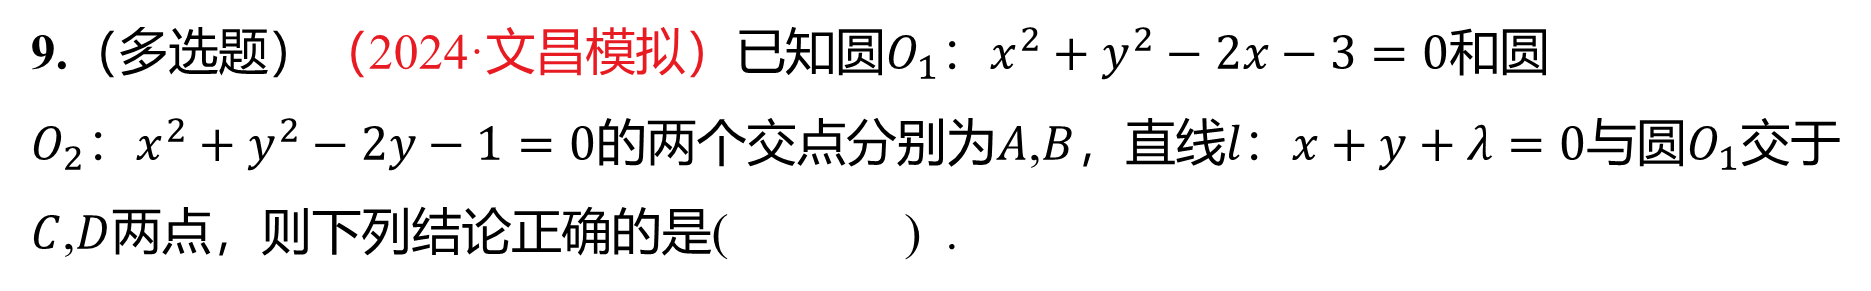 9.（多选题）（2024·文昌模拟）已知圆O₁：x² + y² − 2x − 3 = 0和圆
O₂：x² + y² − 2y − 1 = 0的两个交点分别为A,B，直线l：x + y + λ = 0与圆O₁交于
C,D两点，则下列结论正确的是(　　　　).